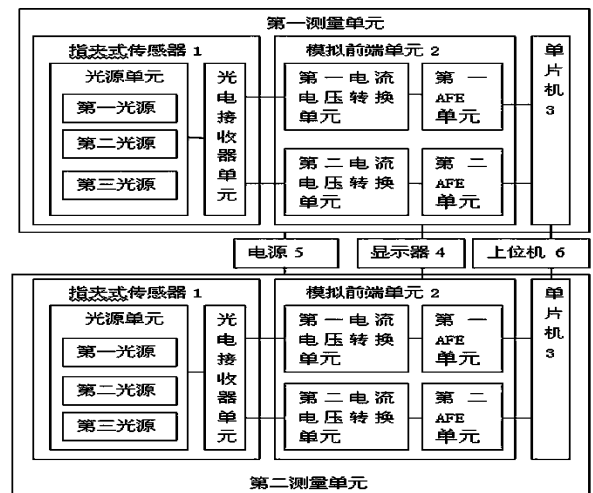 第一测量单元
指夹式传感器 1
模拟前端单元 2
光源单元
第一光源
第二光源
第三光源
光
电
接
收
器
单
元
第一电流
电压转换
单元
第一
AFE
单元
第二电流
电压转换
单元
第二
AFE
单元
单
片
机
3
电源 5
显示器 4
上位机 6
指夹式传感器 1
模拟前端单元 2
光源单元
第一光源
第二光源
第三光源
光
电
接
收
器
单
元
第一电流
电压转换
单元
第一
AFE
单元
第二电流
电压转换
单元
第二
AFE
单元
单
片
机
3
第二测量单元